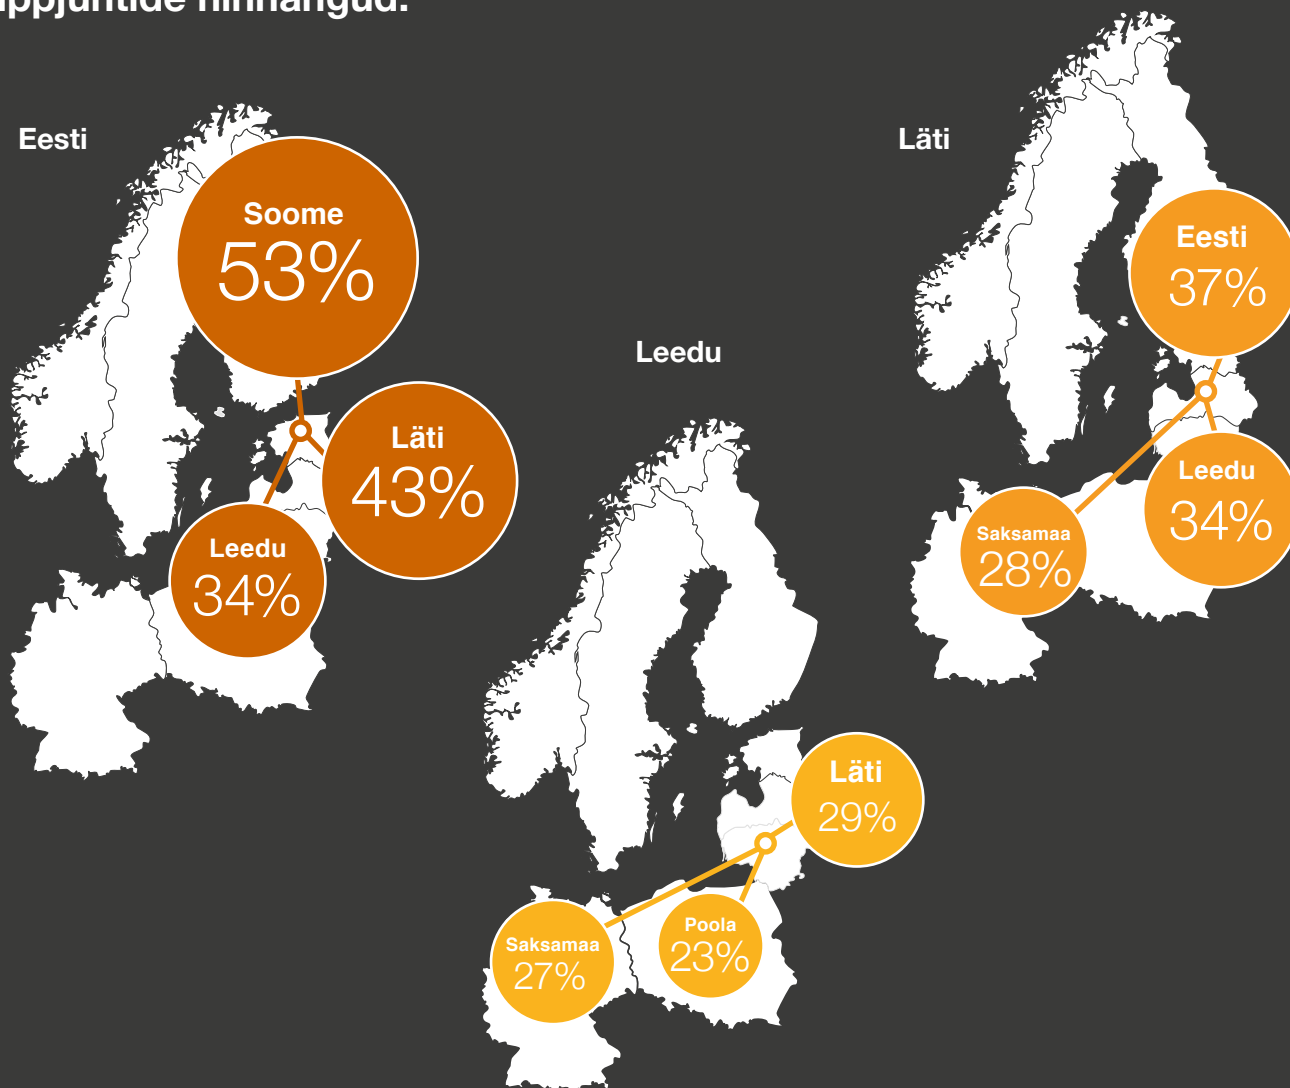 hinnangud.
Eesti
Soome
53%
Läti
43%
Leedu
34%
Leedu
Läti
29%
Saksamaa
27%
Poola
23%
Läti
Eesti
37%
Leedu
34%
Saksamaa
28%